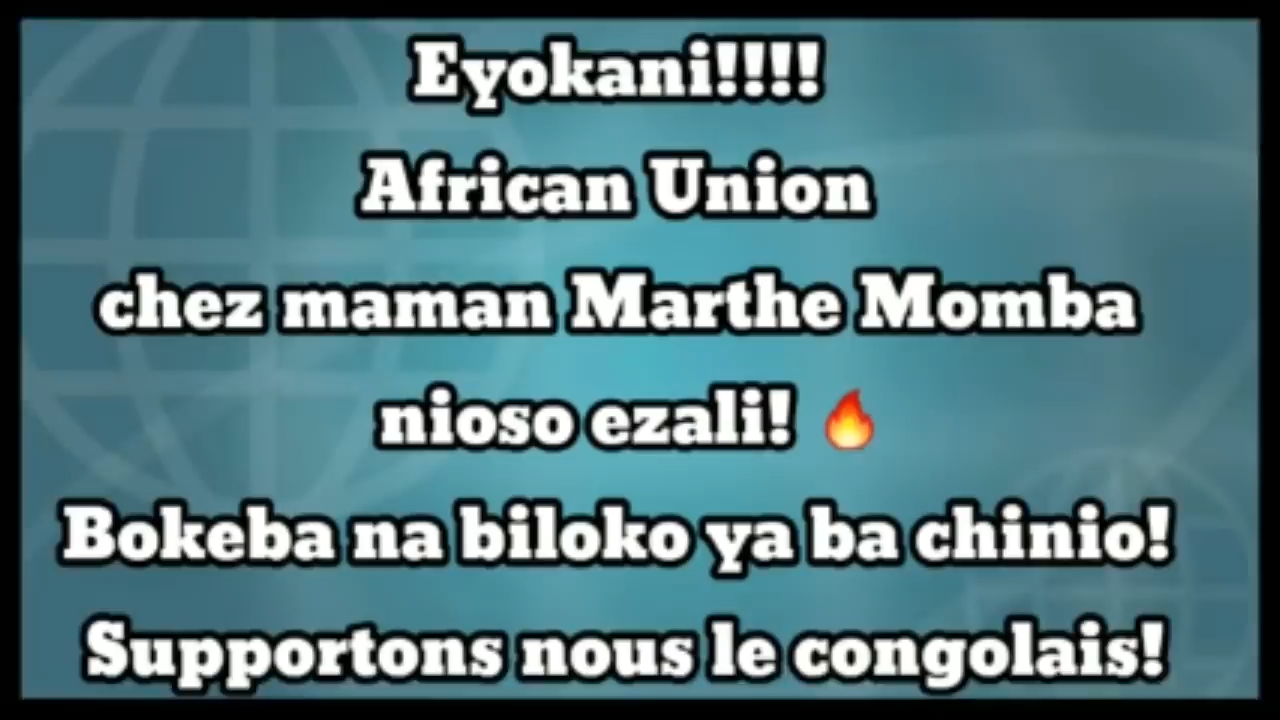 Eyokani!!!!
African Union
chez maman Marthe Momba
nioso ezali! 🔥
Bokeba na biloko ya ba chinio!
Supportons nous le congolais!